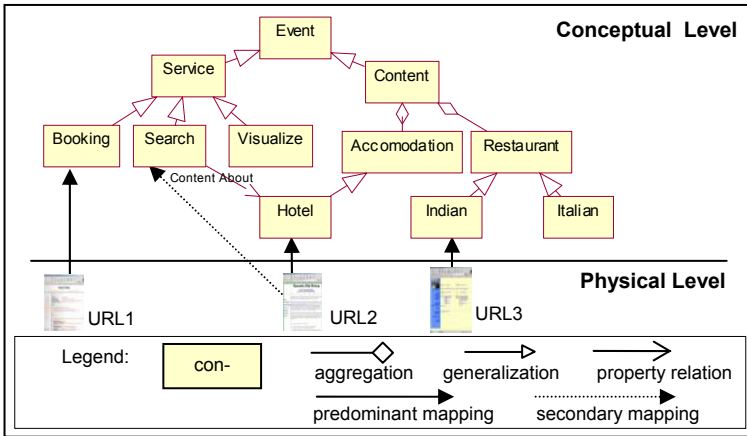 Event
Conceptual Level
Service
Content
Booking
Search
Visualize
Accomodation
Restaurant
Content About
Hotel
Indian
Italian
Physical Level
URL1
URL2
URL3
Legend:
con-
aggregation
generalization
property relation
predominant mapping
secondary mapping